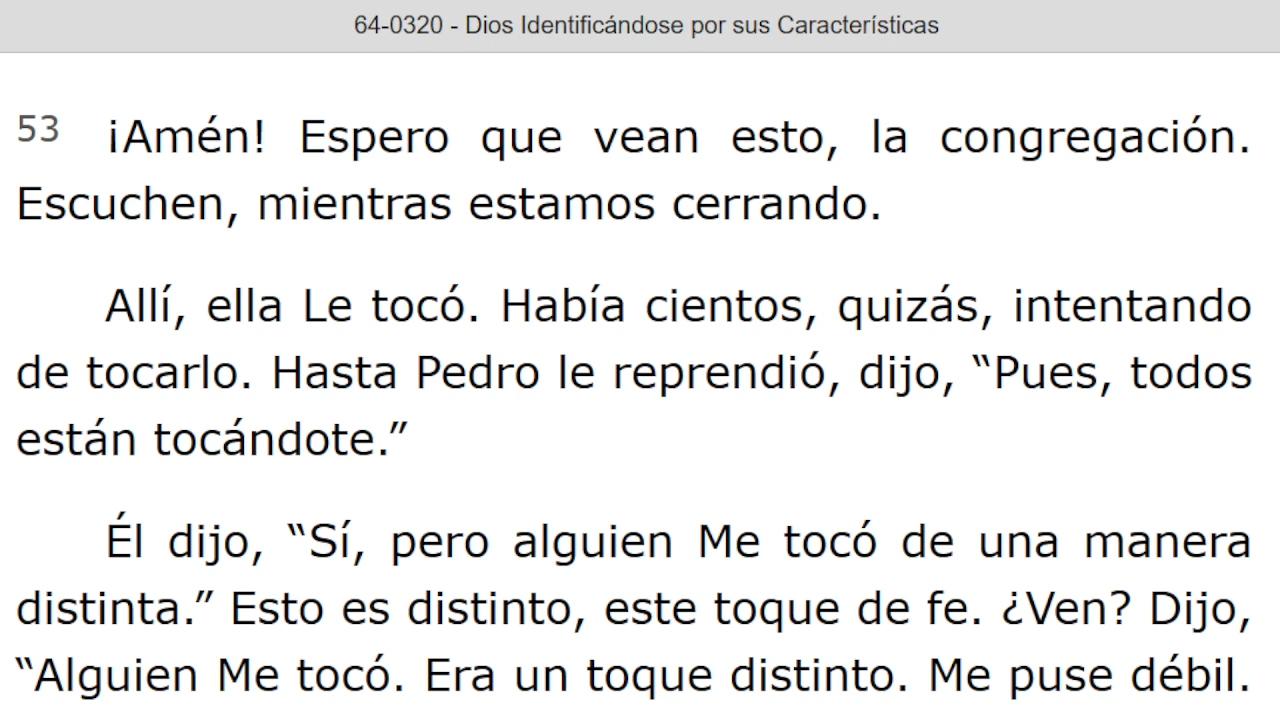 64-0320 - Dios Identificándose por sus Características
53 ¡Amén! Espero que vean esto, la congregación.
Escuchen, mientras estamos cerrando.
Allí, ella Le tocó. Había cientos, quizás, intentando
de tocarlo. Hasta Pedro le reprendió, dijo, “Pues, todos
están tocándote.”
Él dijo, “Sí, pero alguien Me tocó de una manera
distinta.” Esto es distinto, este toque de fe. ¿Ven? Dijo,
“Alguien Me tocó. Era un toque distinto. Me puse débil.